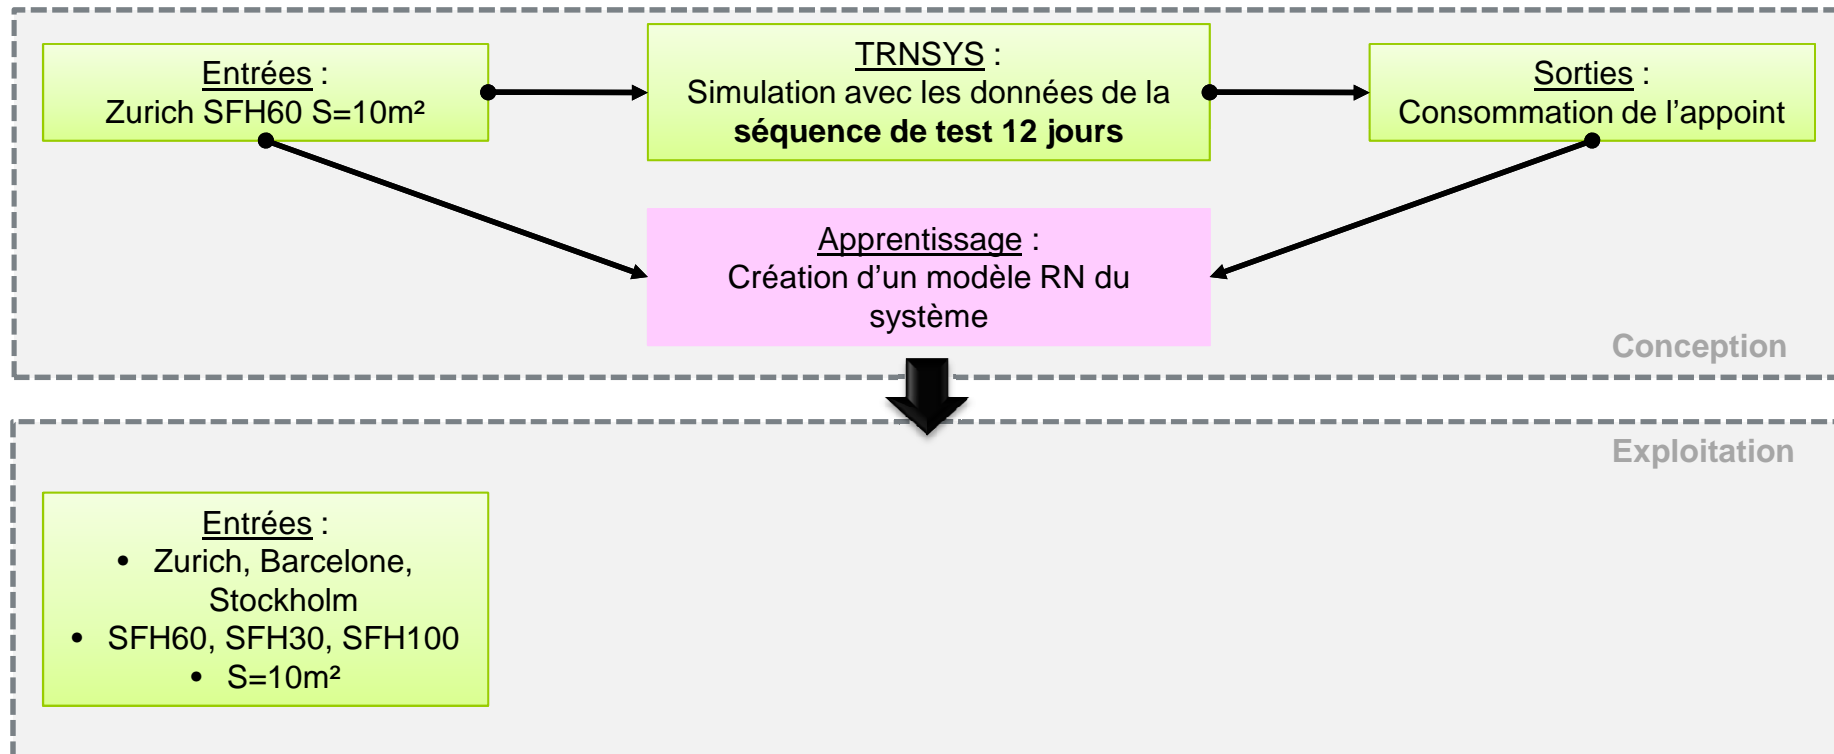 Entrées :
Zurich SFH60 S=10m²
TRNSYS :
Simulation avec les données de la
séquence de test 12 jours
Sorties :
Consommation de l’appoint
Apprentissage :
Création d’un modèle RN du
système
Conception
Exploitation
Entrées :
• Zurich, Barcelone,
Stockholm
• SFH60, SFH30, SFH100
• S=10m²